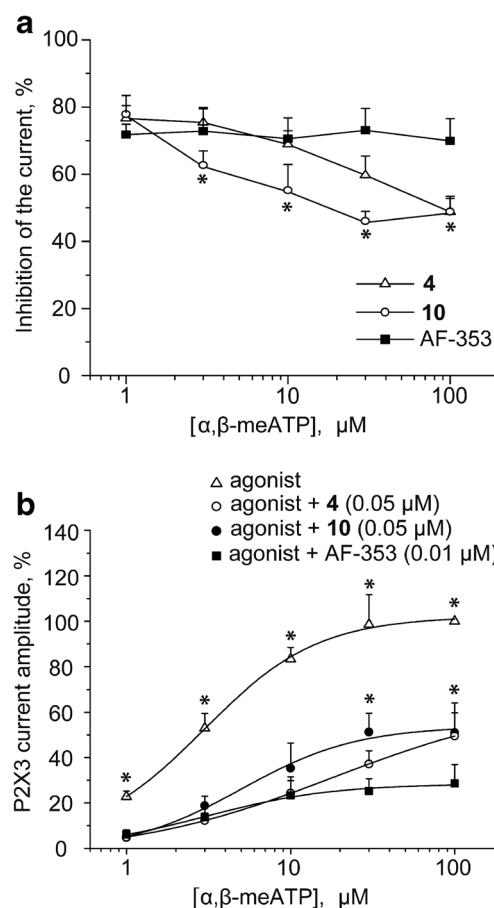 a
100
80
60
40
20
0
Inhibition of the current, %
* * * *
4
10
AF-353
1 10 100
[α,β-meATP], µM
b
agonist
agonist + 4 (0.05 µM)
agonist + 10 (0.05 µM)
agonist + AF-353 (0.01 µM)
140
120
100
80
60
40
20
0
P2X3 current amplitude, %
* * * * *
* *
1 10 100
[α,β-meATP], µM